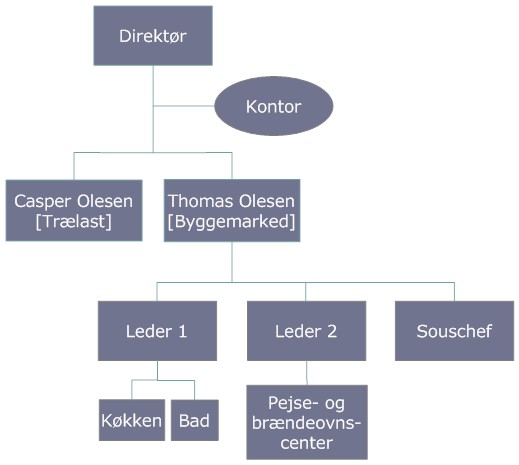 Direktør
Kontor
Casper Olesen
[Trælast]
Thomas Olesen
[Byggemarked]
Leder 1
Leder 2
Souschef
Køkken
Bad
Pejse- og
brændeovns-
center